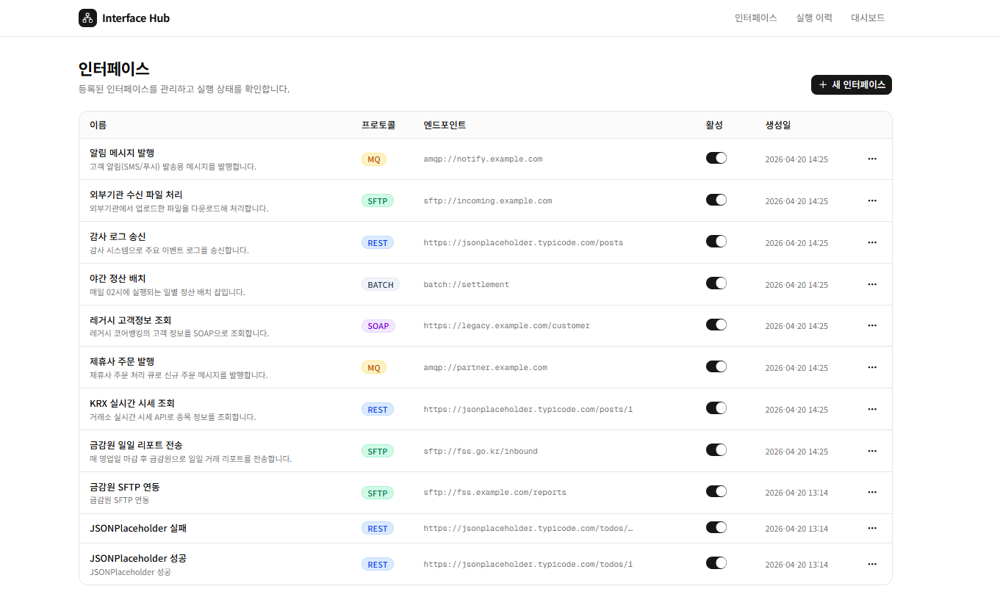 Interface Hub
인터페이스 실행 이력 대시보드
인터페이스
등록된 인터페이스를 관리하고 실행 상태를 확인합니다.
+ 새 인터페이스
이름 프로토콜 엔드포인트 활성 생성일
알림 메시지 발행
고객 알림(SMS/푸시) 발송용 메시지를 발행합니다.
MQ amqp://notify.example.com 2026-04-20 14:25 ···
외부기관 수신 파일 처리
외부기관에서 업로드한 파일을 다운로드해 처리합니다.
SFTP sftp://incoming.example.com 2026-04-20 14:25 ···
감사 로그 송신
감사 시스템으로 주요 이벤트 로그를 송신합니다.
REST https://jsonplaceholder.typicode.com/posts 2026-04-20 14:25 ···
야간 정산 배치
매일 02시에 실행되는 일별 정산 배치 잡입니다.
BATCH batch://settlement 2026-04-20 14:25 ···
레거시 고객정보 조회
레거시 코어뱅킹의 고객 정보를 SOAP으로 조회합니다.
SOAP https://legacy.example.com/customer 2026-04-20 14:25 ···
제휴사 주문 발행
제휴사 주문 처리 큐로 신규 주문 메시지를 발행합니다.
MQ amqp://partner.example.com 2026-04-20 14:25 ···
KRX 실시간 시세 조회
거래소 실시간 시세 API로 종목 정보를 조회합니다.
REST https://jsonplaceholder.typicode.com/posts/1 2026-04-20 14:25 ···
금감원 일일 리포트 전송
매 영업일 마감 후 금감원으로 일일 거래 리포트를 전송합니다.
SFTP sftp://fss.go.kr/inbound 2026-04-20 14:25 ···
금감원 SFTP 연동
금감원 SFTP 연동
SFTP sftp://fss.example.com/reports 2026-04-20 13:14 ···
JSONPlaceholder 실패
REST https://jsonplaceholder.typicode.com/todos/… 2026-04-20 13:14 ···
JSONPlaceholder 성공
JSONPlaceholder 성공
REST https://jsonplaceholder.typicode.com/todos/1 2026-04-20 13:14 ···